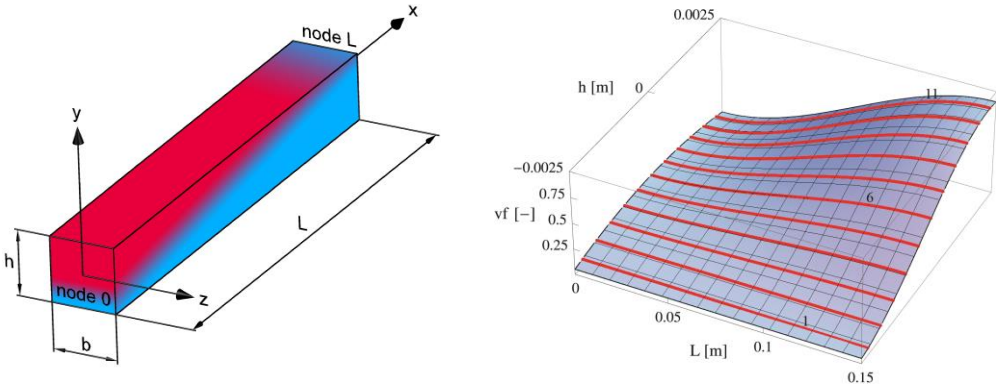 x
node L
y
L
h
node 0
z
b
0.0025
h [m]
0
11
−0.0025
0.75
vf [−]
0.5
6
0.25
0
1
0.05
L [m]
0.1
0.15